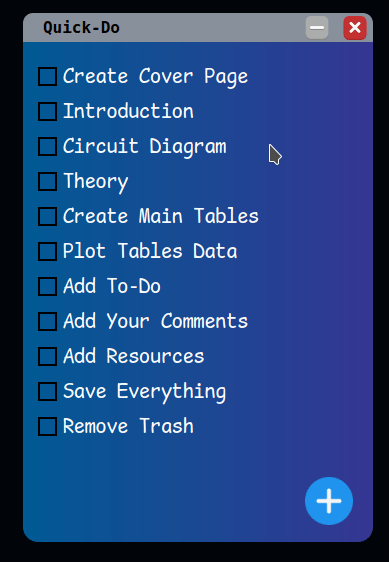 Quick-Do
Create Cover Page
Introduction
Circuit Diagram
Theory
Create Main Tables
Plot Tables Data
Add To-Do
Add Your Comments
Add Resources
Save Everything
Remove Trash